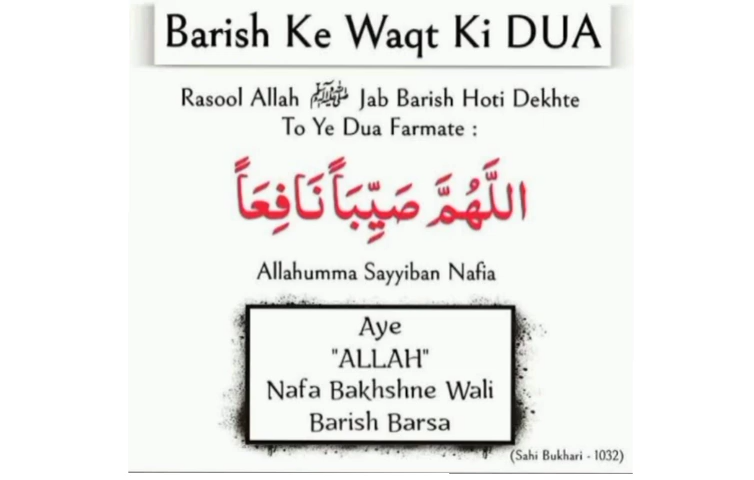 Barish Ke Waqt Ki DUA
Rasool Allah ﷺ Jab Barish Hoti Dekhte
To Ye Dua Farmate :
اللَّهُمَّ صَيِّبَاً نَافِعَاً
Allahumma Sayyiban Nafia
Aye
"ALLAH"
Nafa Bakhshne Wali
Barish Barsa
(Sahi Bukhari - 1032)